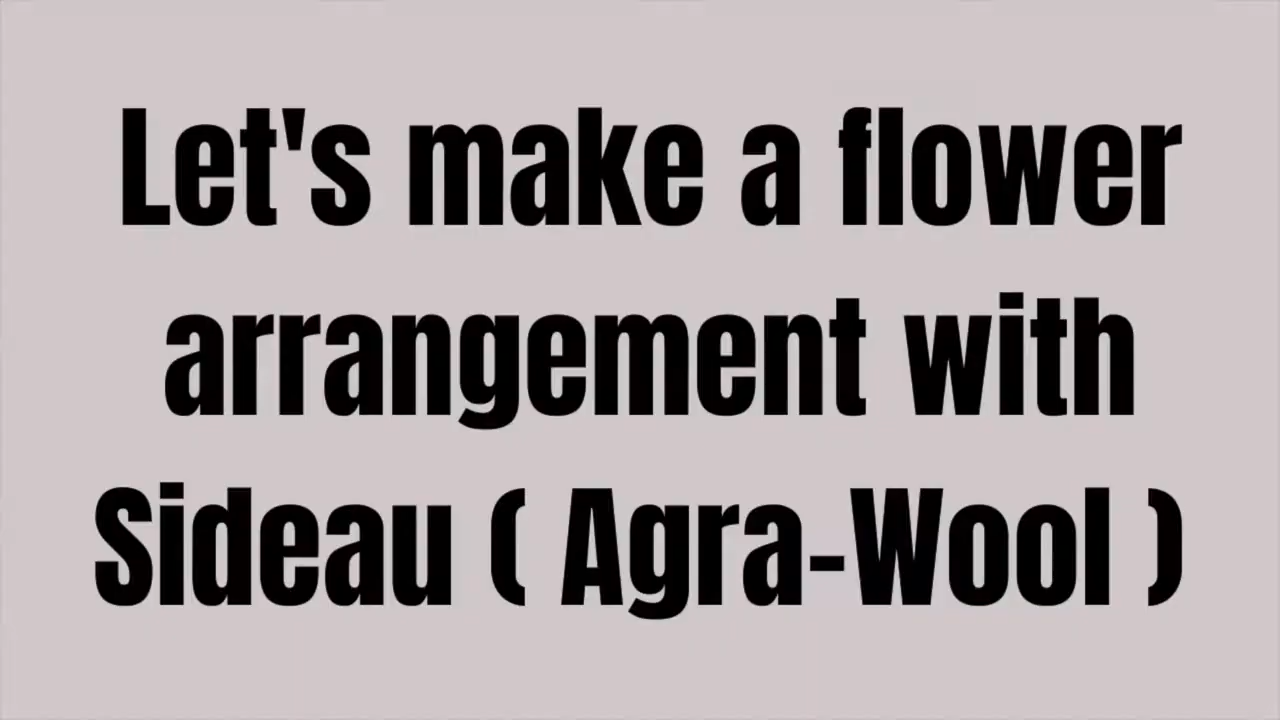 Let's make a flower
arrangement with
Sideau ( Agra-Wool )